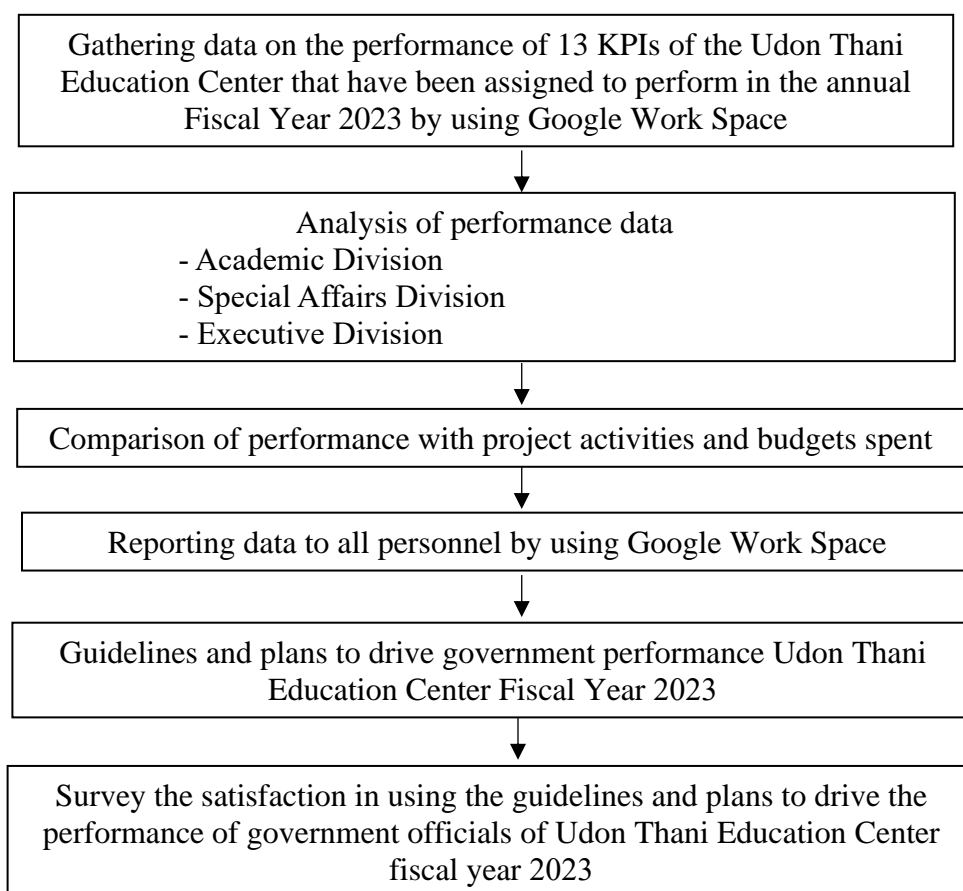 Gathering data on the performance of 13 KPIs of the Udon Thani
Education Center that have been assigned to perform in the annual
Fiscal Year 2023 by using Google Work Space
Analysis of performance data
- Academic Division
- Special Affairs Division
- Executive Division
Comparison of performance with project activities and budgets spent
Reporting data to all personnel by using Google Work Space
Guidelines and plans to drive government performance Udon Thani
Education Center Fiscal Year 2023
Survey the satisfaction in using the guidelines and plans to drive the
performance of government officials of Udon Thani Education Center
fiscal year 2023